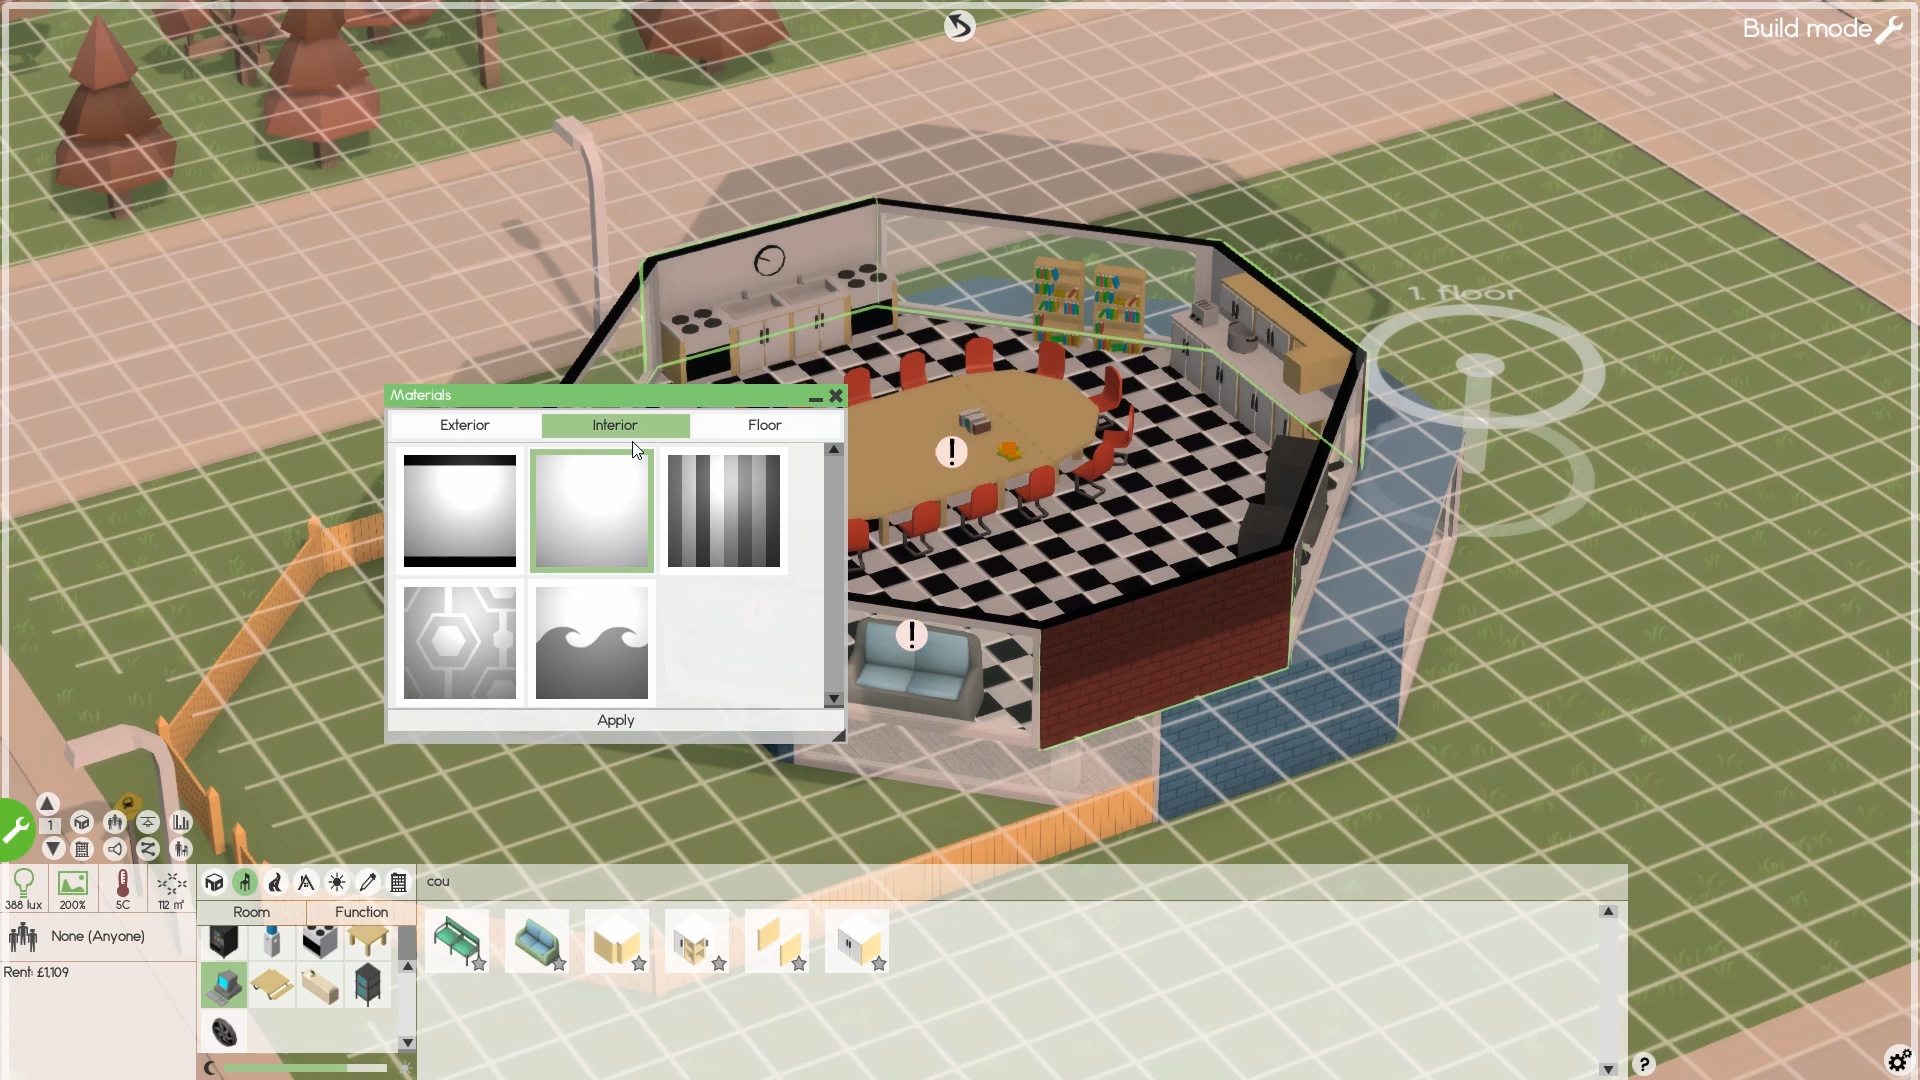 Build mode
1. floor
Materials
Exterior
Interior
Floor
Apply
1
388 lux
200%
5C
112 m²
cou
Room
Function
None (Anyone)
Rent: £1,109
?